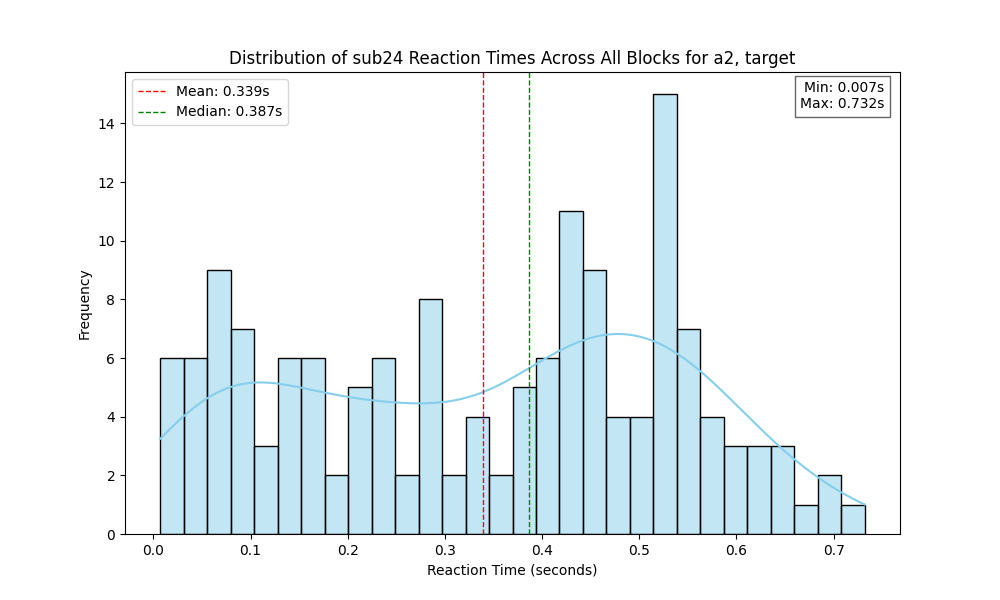 Distribution of sub24 Reaction Times Across All Blocks for a2, target
Mean: 0.339s
Median: 0.387s
Min: 0.007s
Max: 0.732s
Frequency
14
12
10
8
6
4
2
0
0.0 0.1 0.2 0.3 0.4 0.5 0.6 0.7
Reaction Time (seconds)